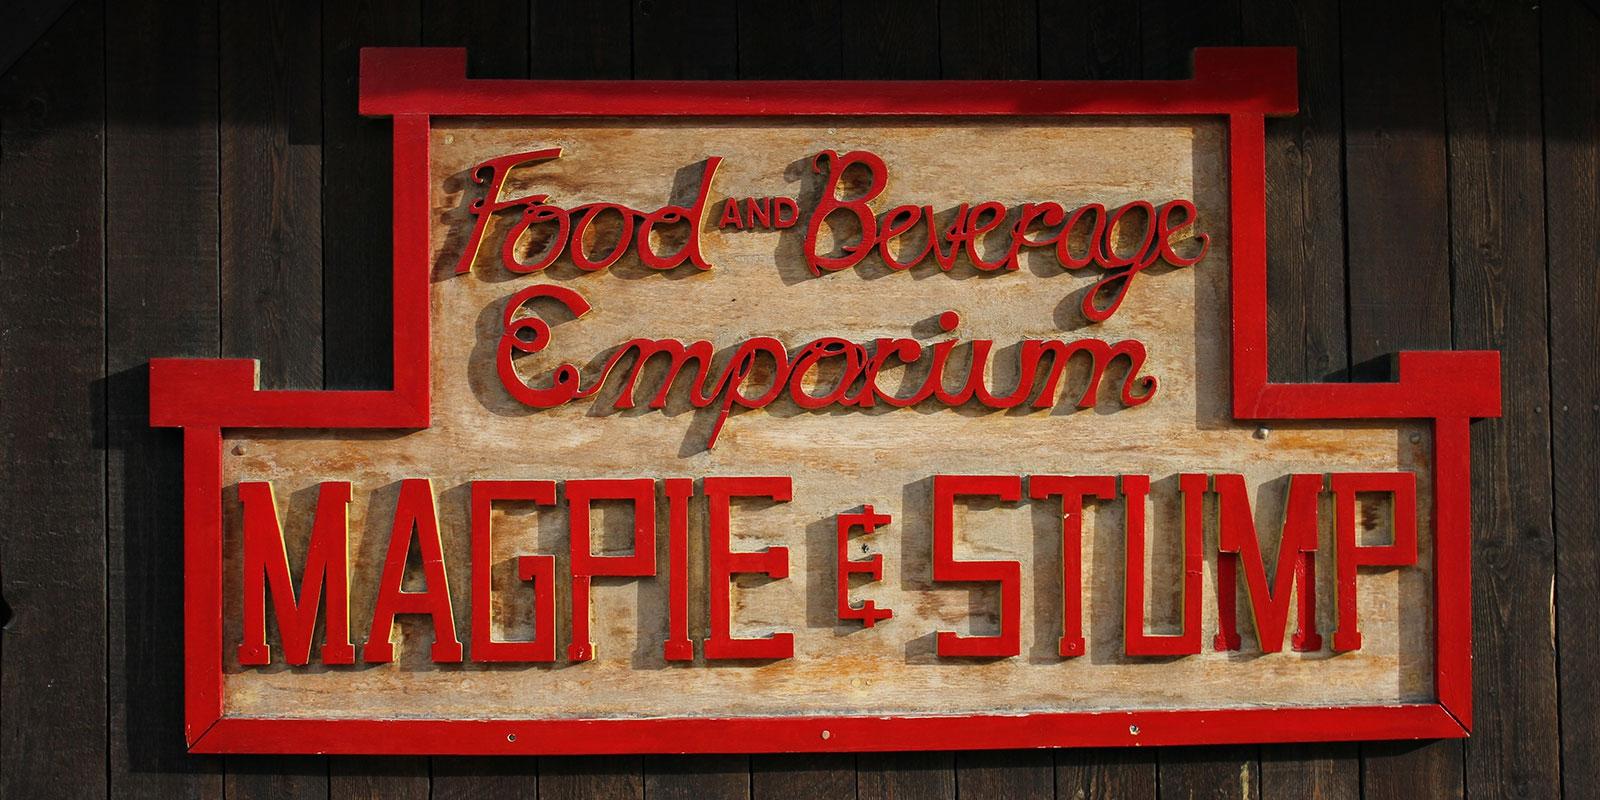 Food AND Beverage
Emporium
MAGPIE & STUMP